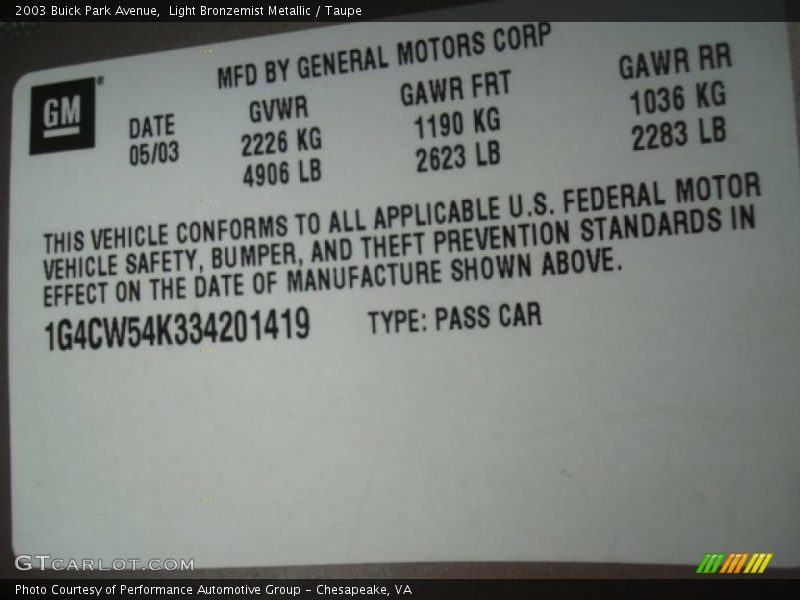 2003 Buick Park Avenue,  Light Bronzemist Metallic / Taupe
MFD BY GENERAL MOTORS CORP
GM®
DATE GVWR GAWR FRT GAWR RR
05/03 2226 KG 1190 KG 1036 KG
4906 LB 2623 LB 2283 LB
THIS VEHICLE CONFORMS TO ALL APPLICABLE U.S. FEDERAL MOTOR
VEHICLE SAFETY, BUMPER, AND THEFT PREVENTION STANDARDS IN
EFFECT ON THE DATE OF MANUFACTURE SHOWN ABOVE.
1G4CW54K334201419 TYPE: PASS CAR
GTCARLOT.COM
Photo Courtesy of Performance Automotive Group - Chesapeake, VA